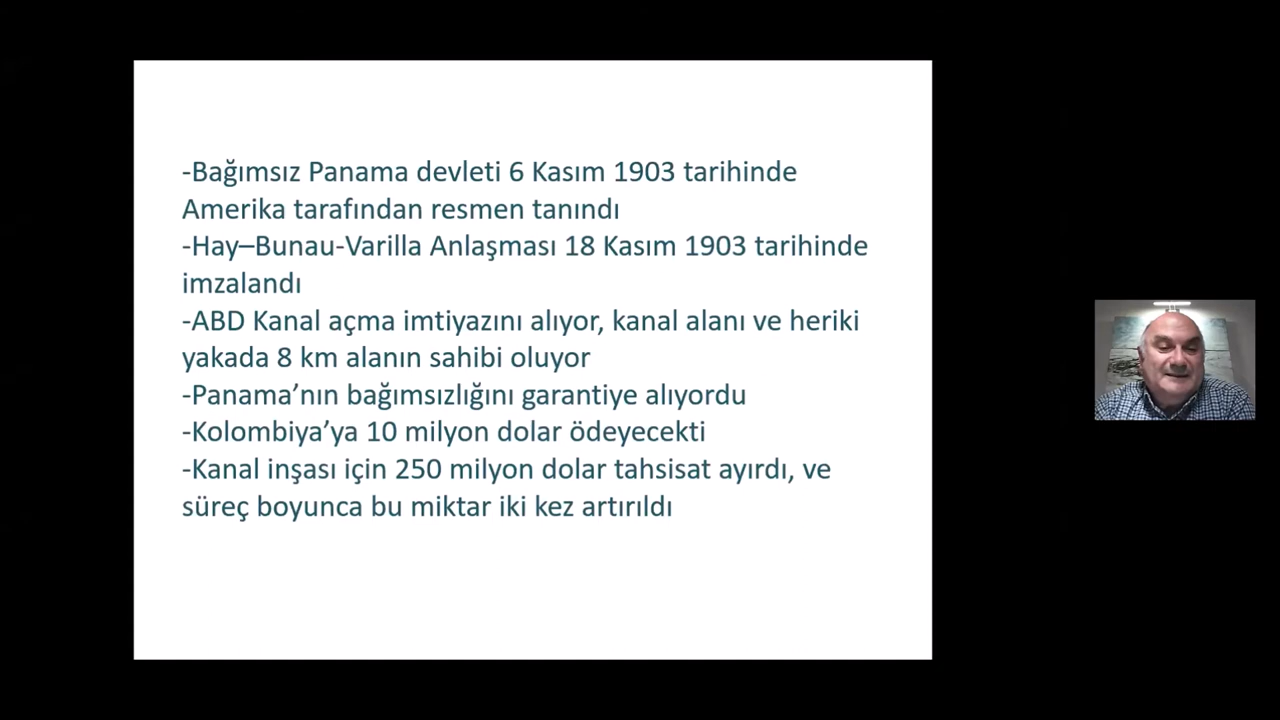 -Bağımsız Panama devleti 6 Kasım 1903 tarihinde
Amerika tarafından resmen tanındı
-Hay–Bunau-Varilla Anlaşması 18 Kasım 1903 tarihinde
imzalandı
-ABD Kanal açma imtiyazını alıyor, kanal alanı ve heriki
yakada 8 km alanın sahibi oluyor
-Panama’nın bağımsızlığını garantiye alıyordu
-Kolombiya’ya 10 milyon dolar ödeyecekti
-Kanal inşası için 250 milyon dolar tahsisat ayırdı, ve
süreç boyunca bu miktar iki kez artırıldı